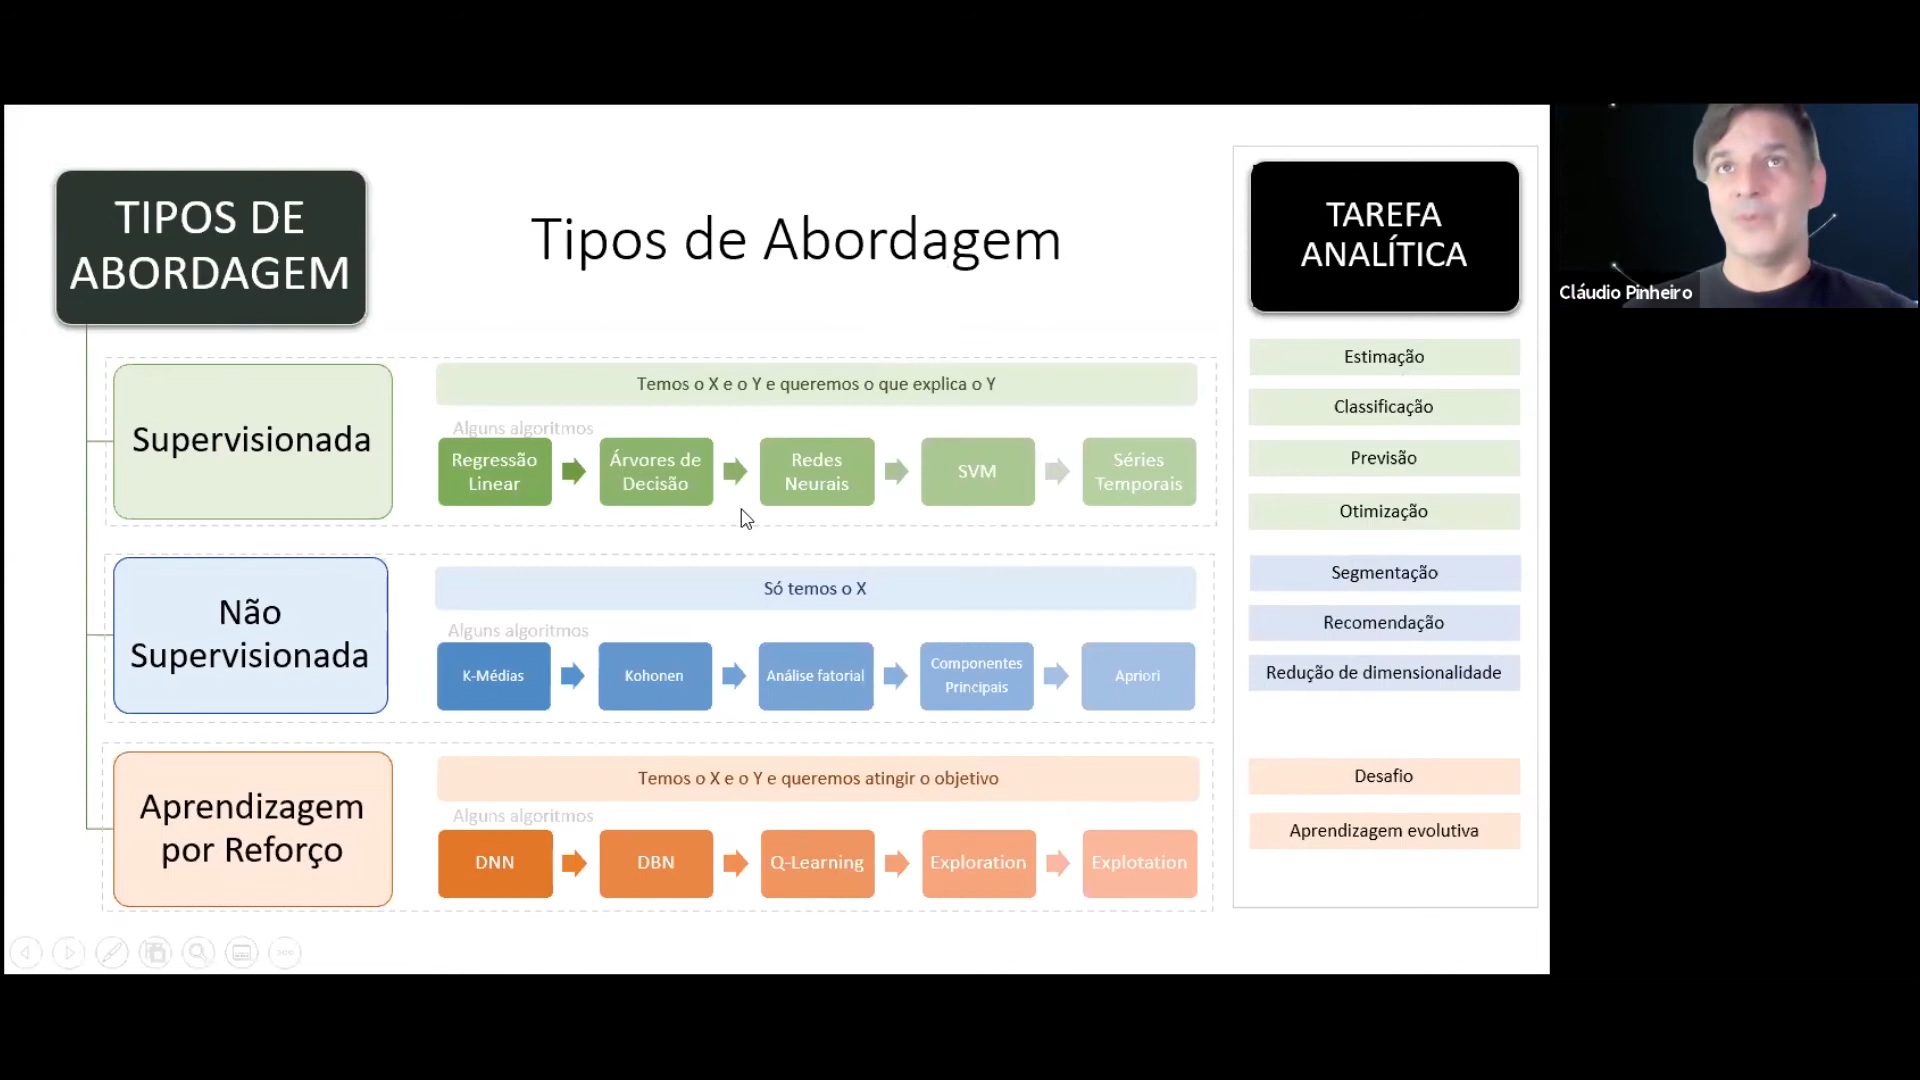 TIPOS DE
ABORDAGEM
Tipos de Abordagem
TAREFA
ANALÍTICA
Cláudio Pinheiro
Supervisionada
Temos o X e o Y e queremos o que explica o Y
Alguns algoritmos
Regressão
Linear
Árvores de
Decisão
Redes
Neurais
SVM
Séries
Temporais
Estimação
Classificação
Previsão
Otimização
Não
Supervisionada
Só temos o X
Alguns algoritmos
K-Médias
Kohonen
Análise fatorial
Componentes
Principais
Apriori
Segmentação
Recomendação
Redução de dimensionalidade
Aprendizagem
por Reforço
Temos o X e o Y e queremos atingir o objetivo
Alguns algoritmos
DNN
DBN
Q-Learning
Exploration
Explotation
Desafio
Aprendizagem evolutiva